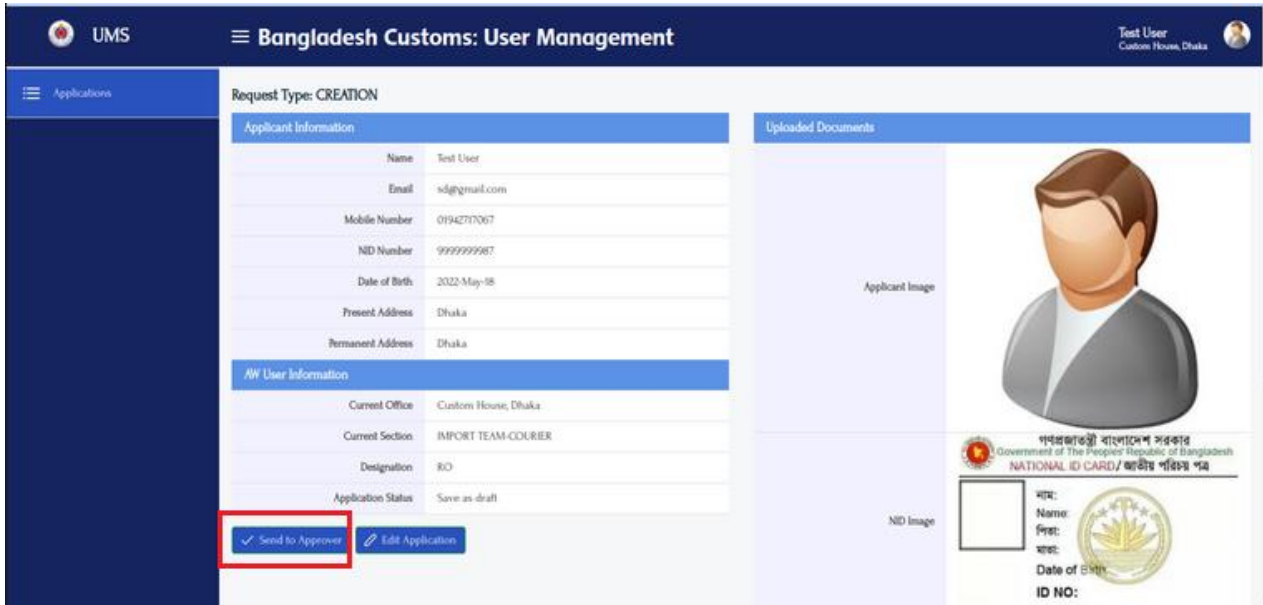 UMS
Bangladesh Customs: User Management
Test User
Custom House, Dhaka
Applications
Request Type: CREATION
Applicant Information
Name Test User
Email sd@gmail.com
Mobile Number 01942717067
NID Number 9999999987
Date of Birth 2022-May-18
Present Address Dhaka
Permanent Address Dhaka
AW User Information
Current Office Custom House, Dhaka
Current Section IMPORT TEAM-COURIER
Designation RO
Application Status Save as draft
Send to Approver
Edit Application
Uploaded Documents
Applicant Image
NID Image
গণপ্রজাতন্ত্রী বাংলাদেশ সরকার
Government of The Peoples' Republic of Bangladesh
NATIONAL ID CARD / জাতীয় পরিচয় পত্র
নাম:
Name:
পিতা:
মাতা:
Date of Birth
ID NO: